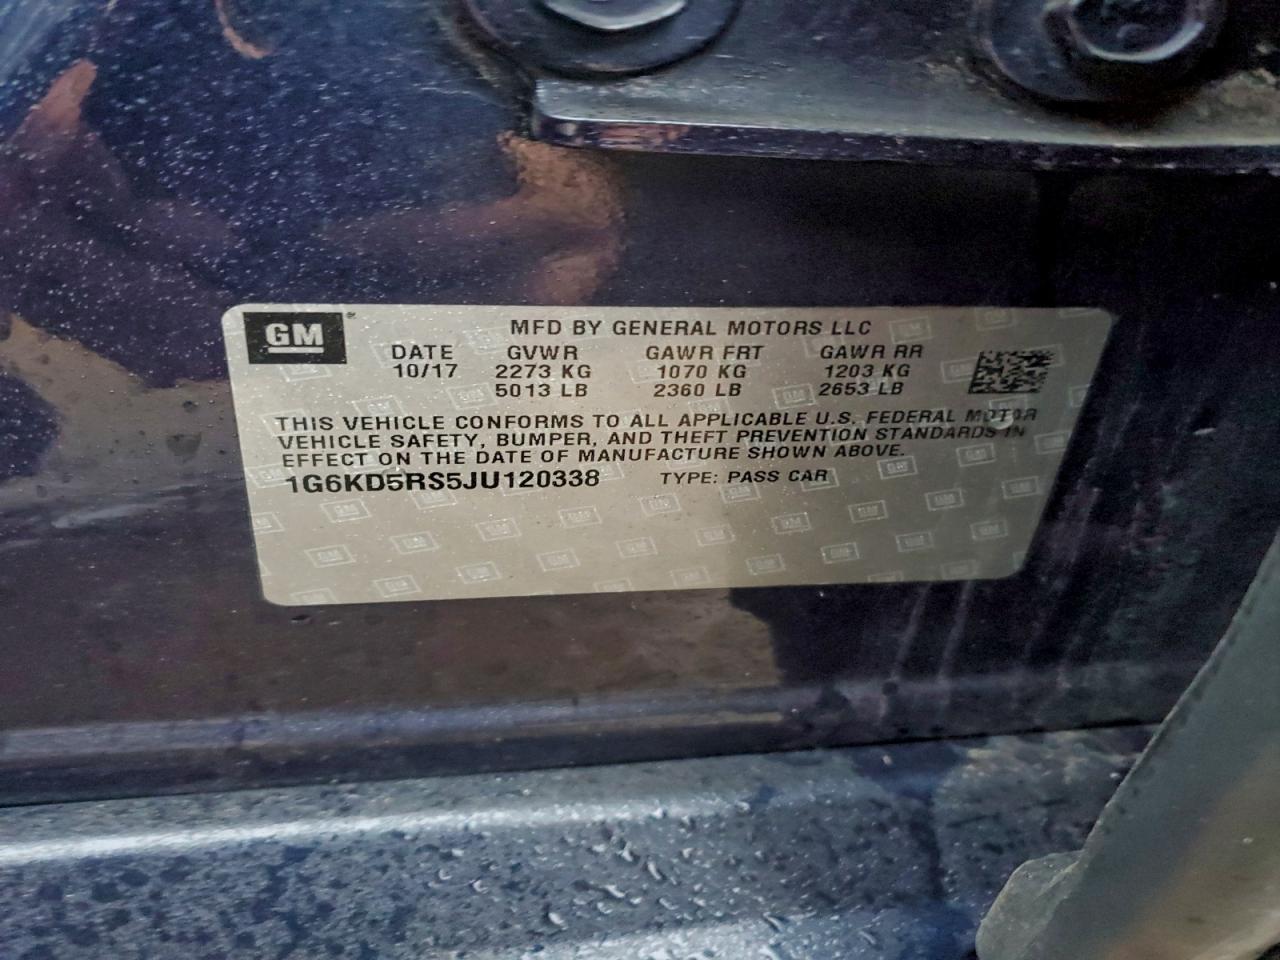 GM
MFD BY GENERAL MOTORS LLC
DATE GVWR GAWR FRT GAWR RR
10/17 2273 KG 1070 KG 1203 KG
5013 LB 2360 LB 2653 LB
THIS VEHICLE CONFORMS TO ALL APPLICABLE U.S. FEDERAL MOTOR
VEHICLE SAFETY, BUMPER, AND THEFT PREVENTION STANDARDS IN
EFFECT ON THE DATE OF MANUFACTURE SHOWN ABOVE.
1G6KD5RS5JU120338 TYPE: PASS CAR